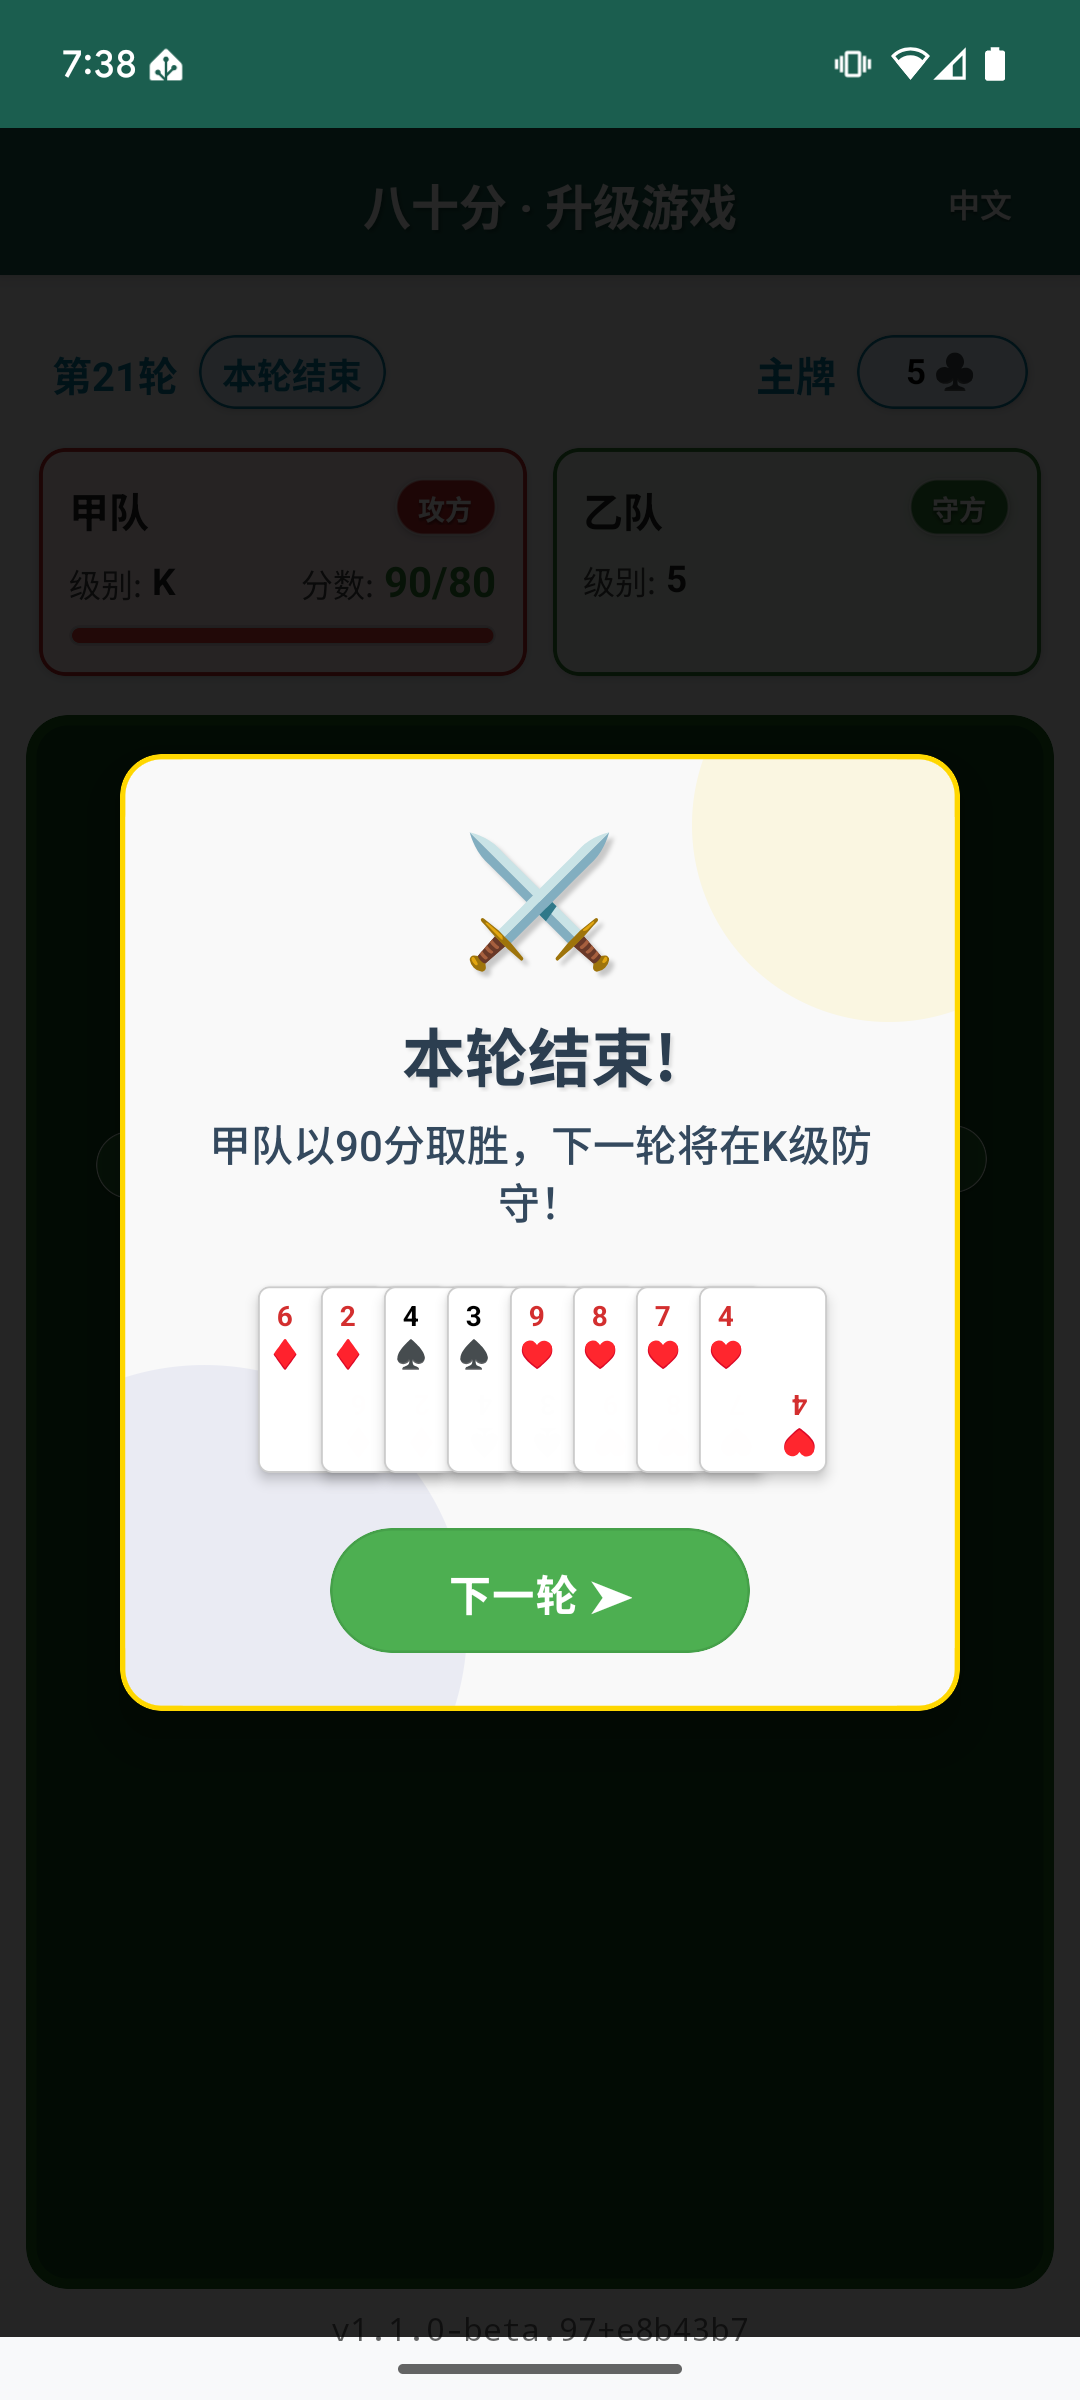 7:38
八十分 · 升级游戏
中文
第21轮 本轮结束
主牌 5♣
甲队 攻方
级别: K 分数: 90/80
乙队 守方
级别: 5
本轮结束!
甲队以90分取胜，下一轮将在K级防
守！
6♦ 2♦ 4♠ 3♠ 9♥ 8♥ 7♥ 4♥
4♥
下一轮 ➤
v1.1.0-beta.97+e8b43b7